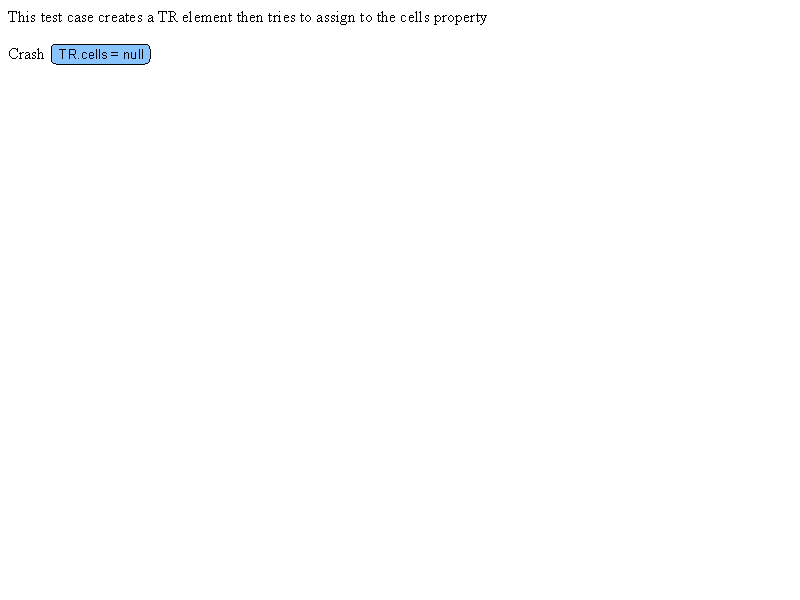 This test case creates a TR element then tries to assign to the cells property
Crash TR.cells = null